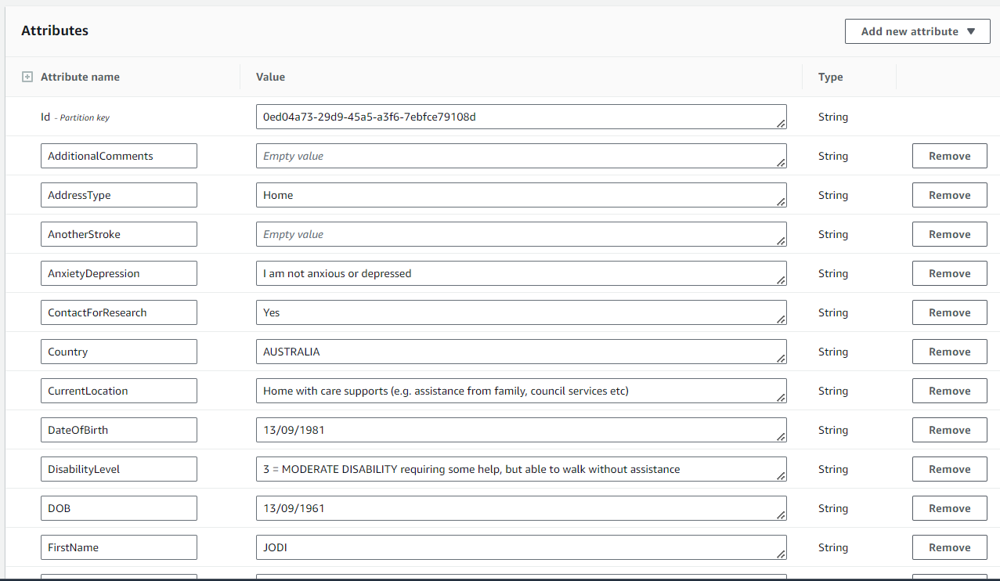 Attributes
Add new attribute
Attribute name Value Type
Id - Partition key 0ed04a73-29d9-45a5-a3f6-7ebfce79108d String
AdditionalComments Empty value String Remove
AddressType Home String Remove
AnotherStroke Empty value String Remove
AnxietyDepression I am not anxious or depressed String Remove
ContactForResearch Yes String Remove
Country AUSTRALIA String Remove
CurrentLocation Home with care supports (e.g. assistance from family, council services etc) String Remove
DateOfBirth 13/09/1981 String Remove
DisabilityLevel 3 = MODERATE DISABILITY requiring some help, but able to walk without assistance String Remove
DOB 13/09/1961 String Remove
FirstName JODI String Remove